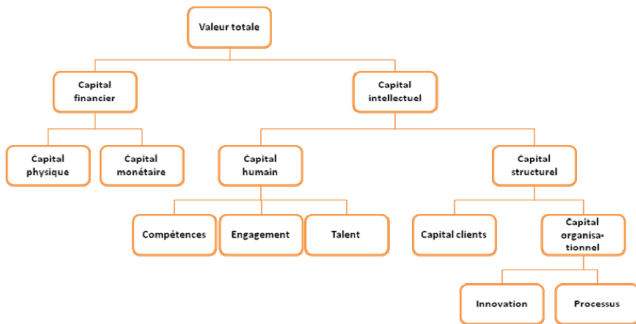 Valeur totale
Capital
financier
Capital
intellectuel
Capital
physique
Capital
monétaire
Capital
humain
Capital
structurel
Compétences
Engagement
Talent
Capital clients
Capital
organisa-
tionnel
Innovation
Processus